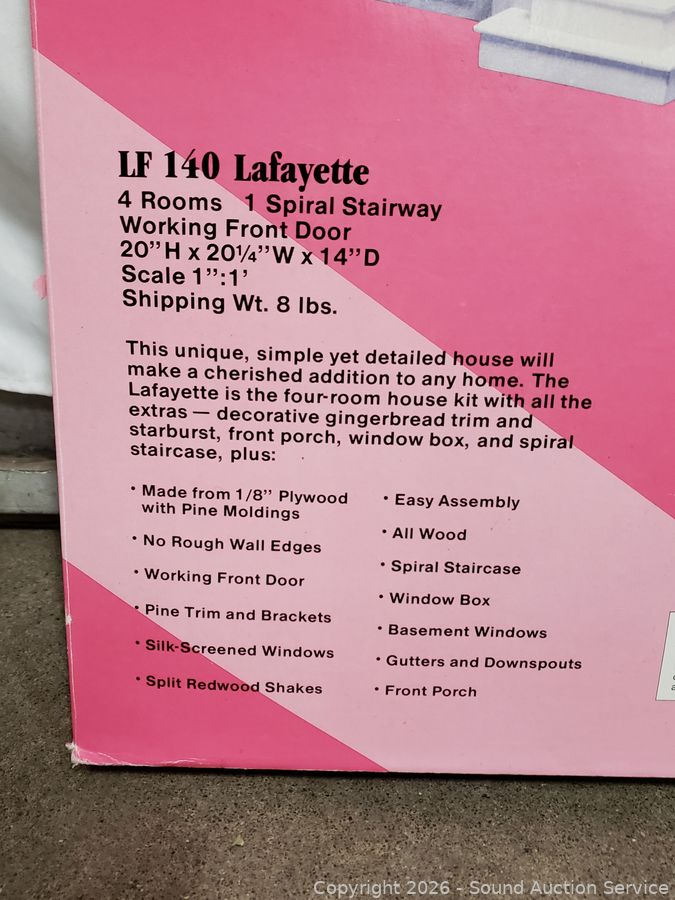 LF 140 Lafayette
4 Rooms 1 Spiral Stairway
Working Front Door
20”H x 20¼”W x 14”D
Scale 1”:1’
Shipping Wt. 8 lbs.
This unique, simple yet detailed house will
make a cherished addition to any home. The
Lafayette is the four-room house kit with all the
extras — decorative gingerbread trim and
starburst, front porch, window box, and spiral
staircase, plus:
• Made from 1/8” Plywood
with Pine Moldings
• No Rough Wall Edges
• Working Front Door
• Pine Trim and Brackets
• Silk-Screened Windows
• Split Redwood Shakes
• Easy Assembly
• All Wood
• Spiral Staircase
• Window Box
• Basement Windows
• Gutters and Downspouts
• Front Porch
Copyright 2026 - Sound Auction Service